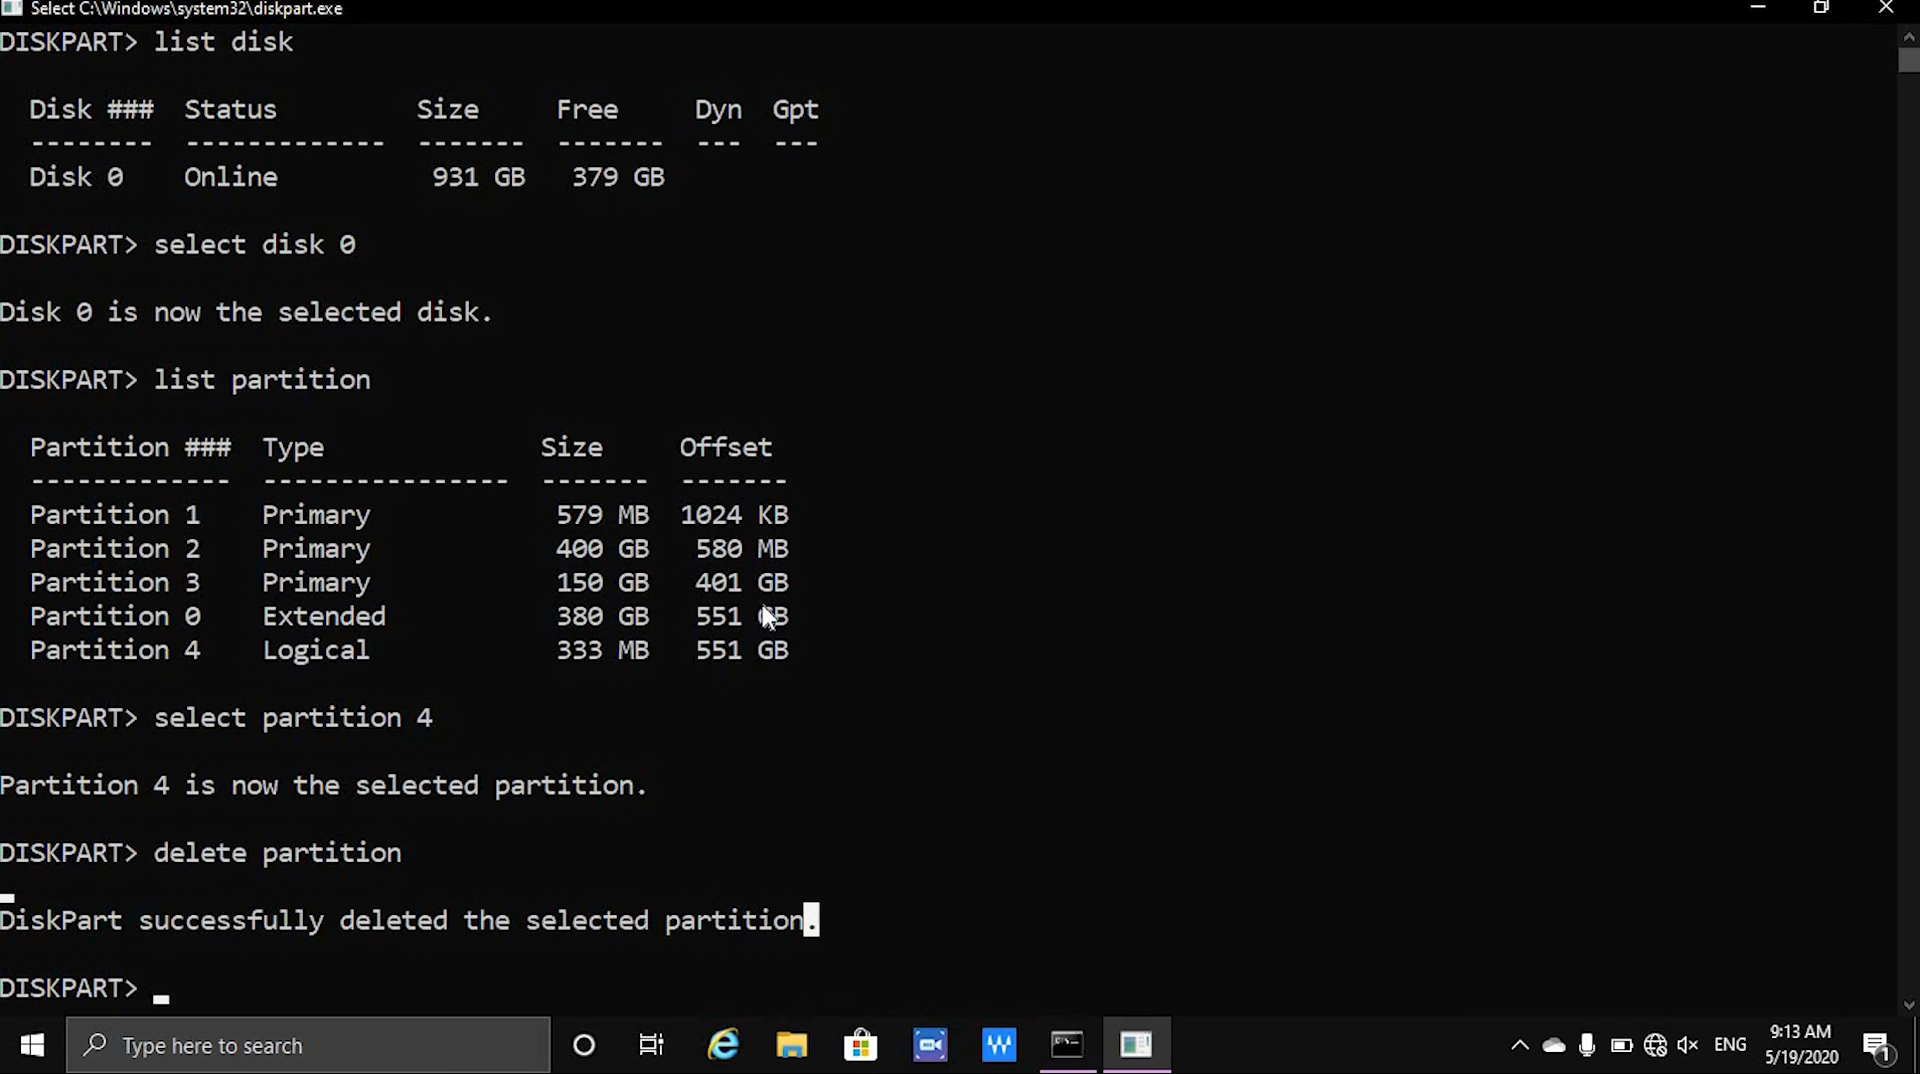 Select C:\Windows\system32\diskpart.exe
DISKPART> list disk
Disk ### Status Size Free Dyn Gpt
-------- ------------- ------- ------- --- ---
Disk 0 Online 931 GB 379 GB
DISKPART> select disk 0
Disk 0 is now the selected disk.
DISKPART> list partition
Partition ### Type Size Offset
------------- ---------------- ------- -------
Partition 1 Primary 579 MB 1024 KB
Partition 2 Primary 400 GB 580 MB
Partition 3 Primary 150 GB 401 GB
Partition 0 Extended 380 GB 551 GB
Partition 4 Logical 333 MB 551 GB
DISKPART> select partition 4
Partition 4 is now the selected partition.
DISKPART> delete partition
DiskPart successfully deleted the selected partition.
DISKPART>
Type here to search
ENG
9:13 AM
5/19/2020
1